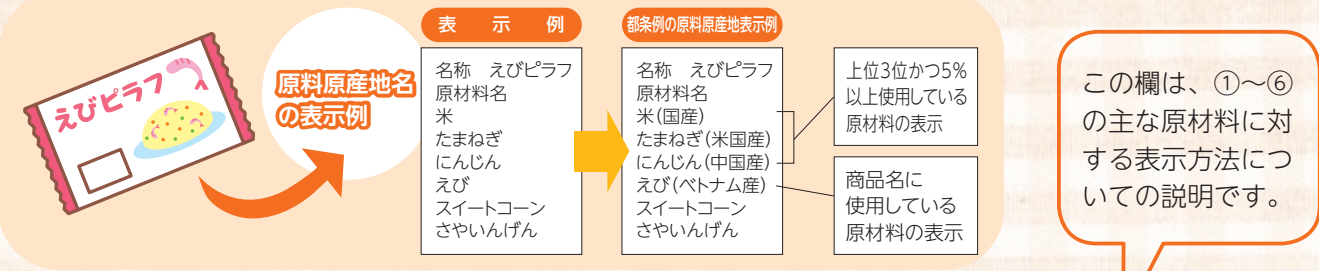 えびピラフ
原料原産地名
の表示例
表示例
名称　えびピラフ
原材料名
米
たまねぎ
にんじん
えび
スイートコーン
さやいんげん
都条例の原料原産地表示例
名称　えびピラフ
原材料名
米(国産)
たまねぎ(米国産)
にんじん(中国産)
えび(ベトナム産)
スイートコーン
さやいんげん
上位3位かつ5%
以上使用している
原材料の表示
商品名に
使用している
原材料の表示
この欄は、①〜⑥
の主な原材料に対
する表示方法につ
いての説明です。